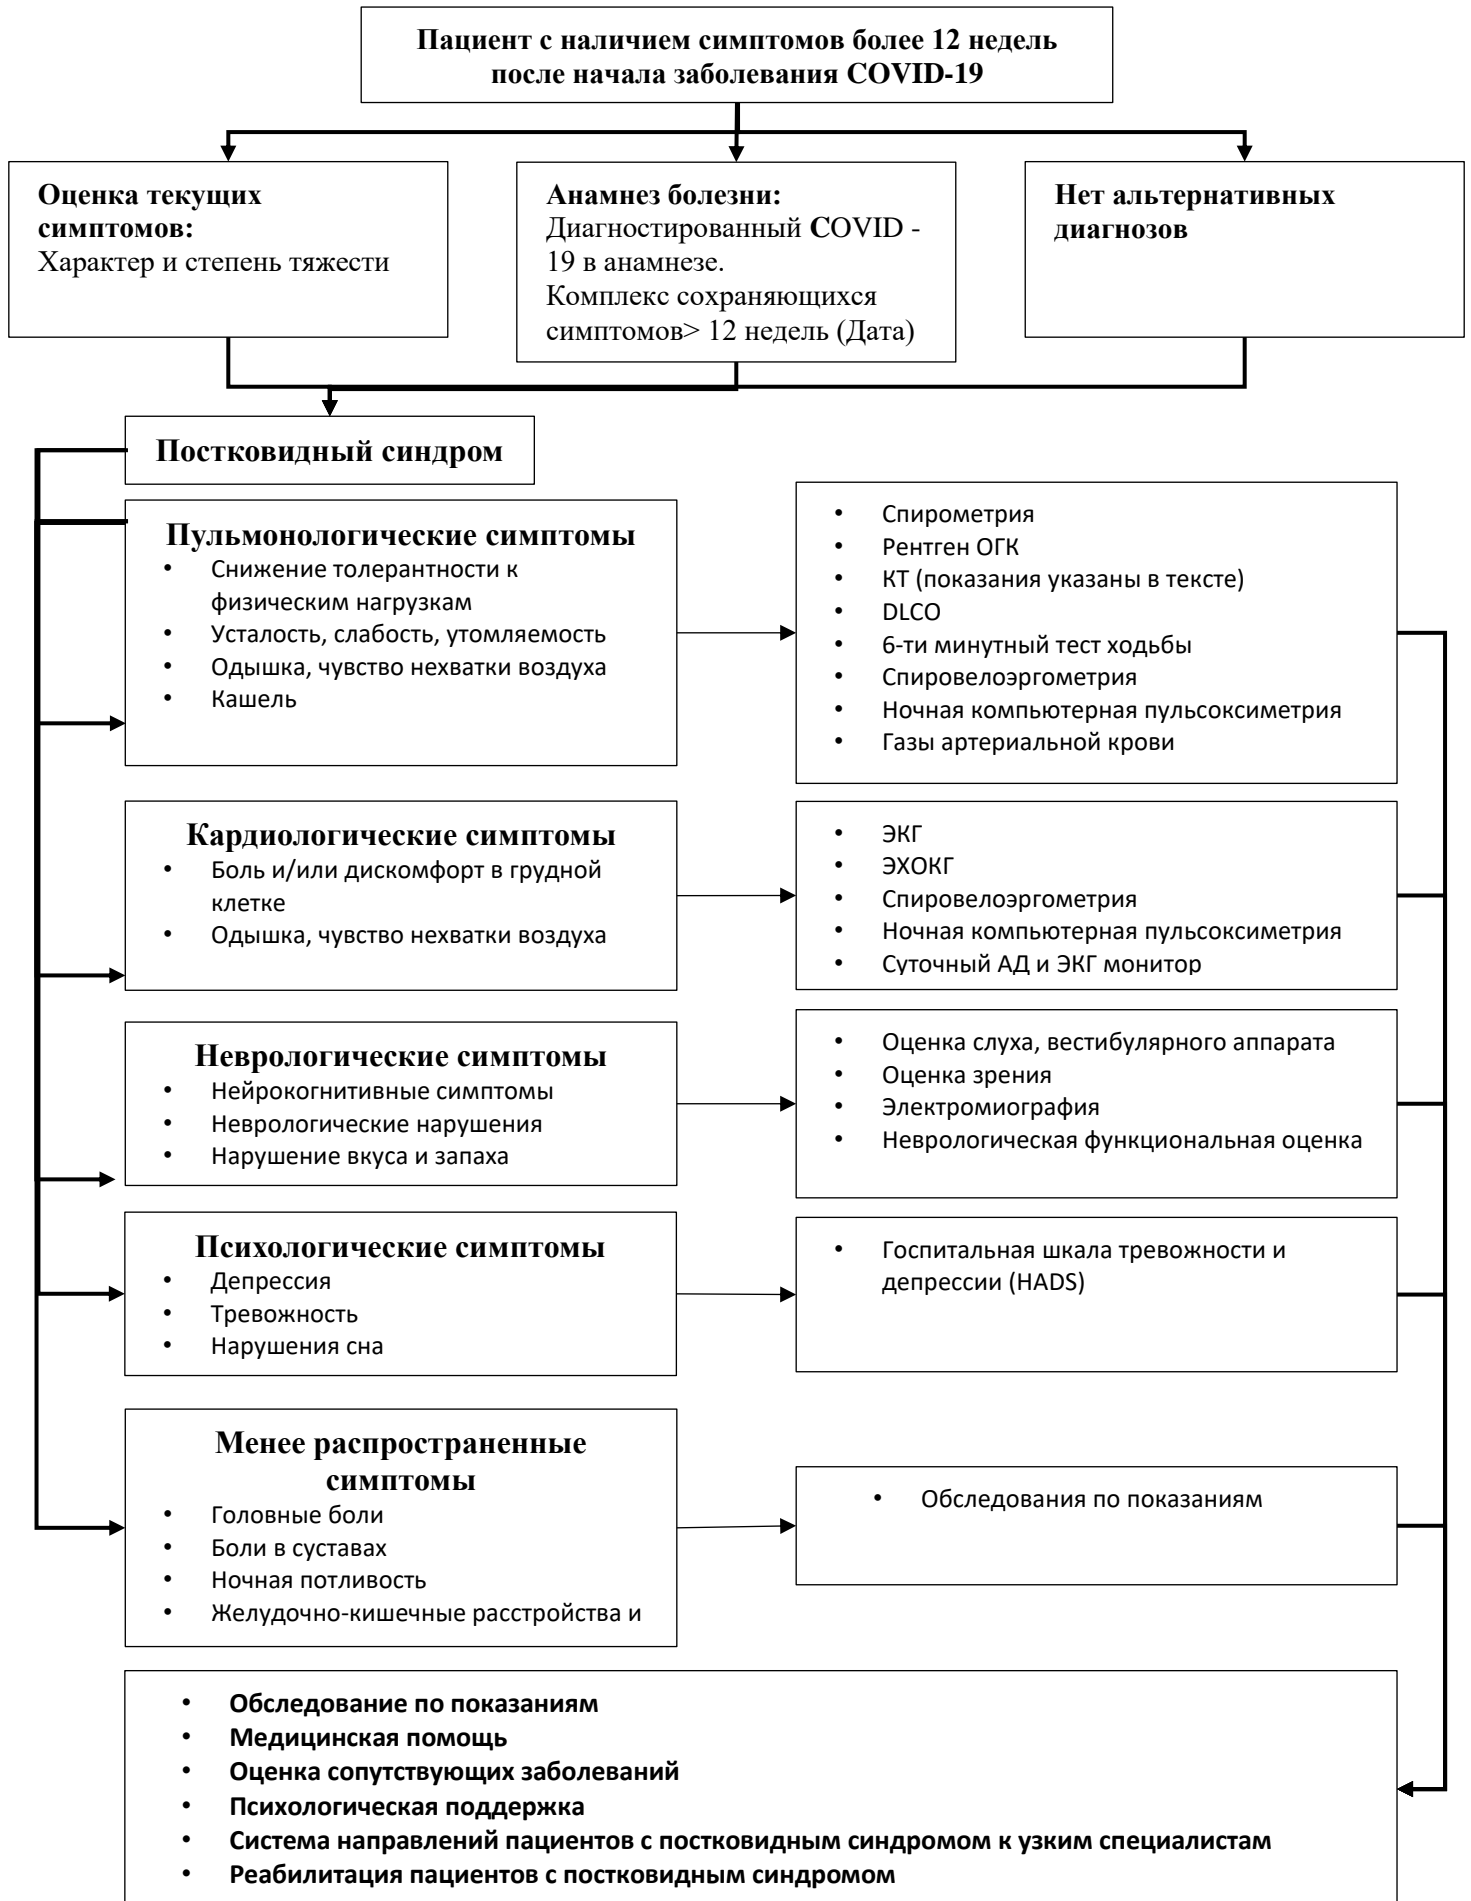 Пациент с наличием симптомов более 12 недель
после начала заболевания COVID-19
Оценка текущих
симптомов:
Характер и степень тяжести
Анамнез болезни:
Диагностированный COVID -
19 в анамнезе.
Комплекс сохраняющихся
симптомов> 12 недель (Дата)
Нет альтернативных
диагнозов
Постковидный синдром
Пульмонологические симптомы
• Снижение толерантности к
физическим нагрузкам
• Усталость, слабость, утомляемость
• Одышка, чувство нехватки воздуха
• Кашель
• Спирометрия
• Рентген ОГК
• КТ (показания указаны в тексте)
• DLCO
• 6-ти минутный тест ходьбы
• Спировелоэргометрия
• Ночная компьютерная пульсоксиметрия
• Газы артериальной крови
Кардиологические симптомы
• Боль и/или дискомфорт в грудной
клетке
• Одышка, чувство нехватки воздуха
• ЭКГ
• ЭХОКГ
• Спировелоэргометрия
• Ночная компьютерная пульсоксиметрия
• Суточный АД и ЭКГ монитор
Неврологические симптомы
• Нейрокогнитивные симптомы
• Неврологические нарушения
• Нарушение вкуса и запаха
• Оценка слуха, вестибулярного аппарата
• Оценка зрения
• Электромиография
• Неврологическая функциональная оценка
Психологические симптомы
• Депрессия
• Тревожность
• Нарушения сна
• Госпитальная шкала тревожности и
депрессии (HADS)
Менее распространенные
симптомы
• Головные боли
• Боли в суставах
• Ночная потливость
• Желудочно-кишечные расстройства и
• Обследования по показаниям
• Обследование по показаниям
• Медицинская помощь
• Оценка сопутствующих заболеваний
• Психологическая поддержка
• Система направлений пациентов с постковидным синдромом к узким специалистам
• Реабилитация пациентов с постковидным синдромом